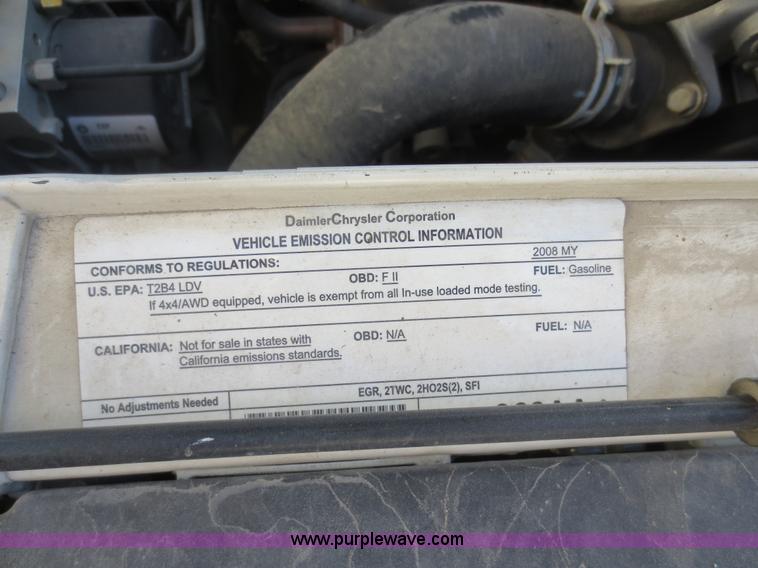 DaimlerChrysler Corporation
VEHICLE EMISSION CONTROL INFORMATION
CONFORMS TO REGULATIONS: 2008 MY
U.S. EPA: T2B4 LDV OBD: F II FUEL: Gasoline
If 4x4/AWD equipped, vehicle is exempt from all In-use loaded mode testing.
CALIFORNIA: Not for sale in states with OBD: N/A FUEL: N/A
California emissions standards.
EGR, 2TWC, 2HO2S(2), SFI
No Adjustments Needed
www.purplewave.com